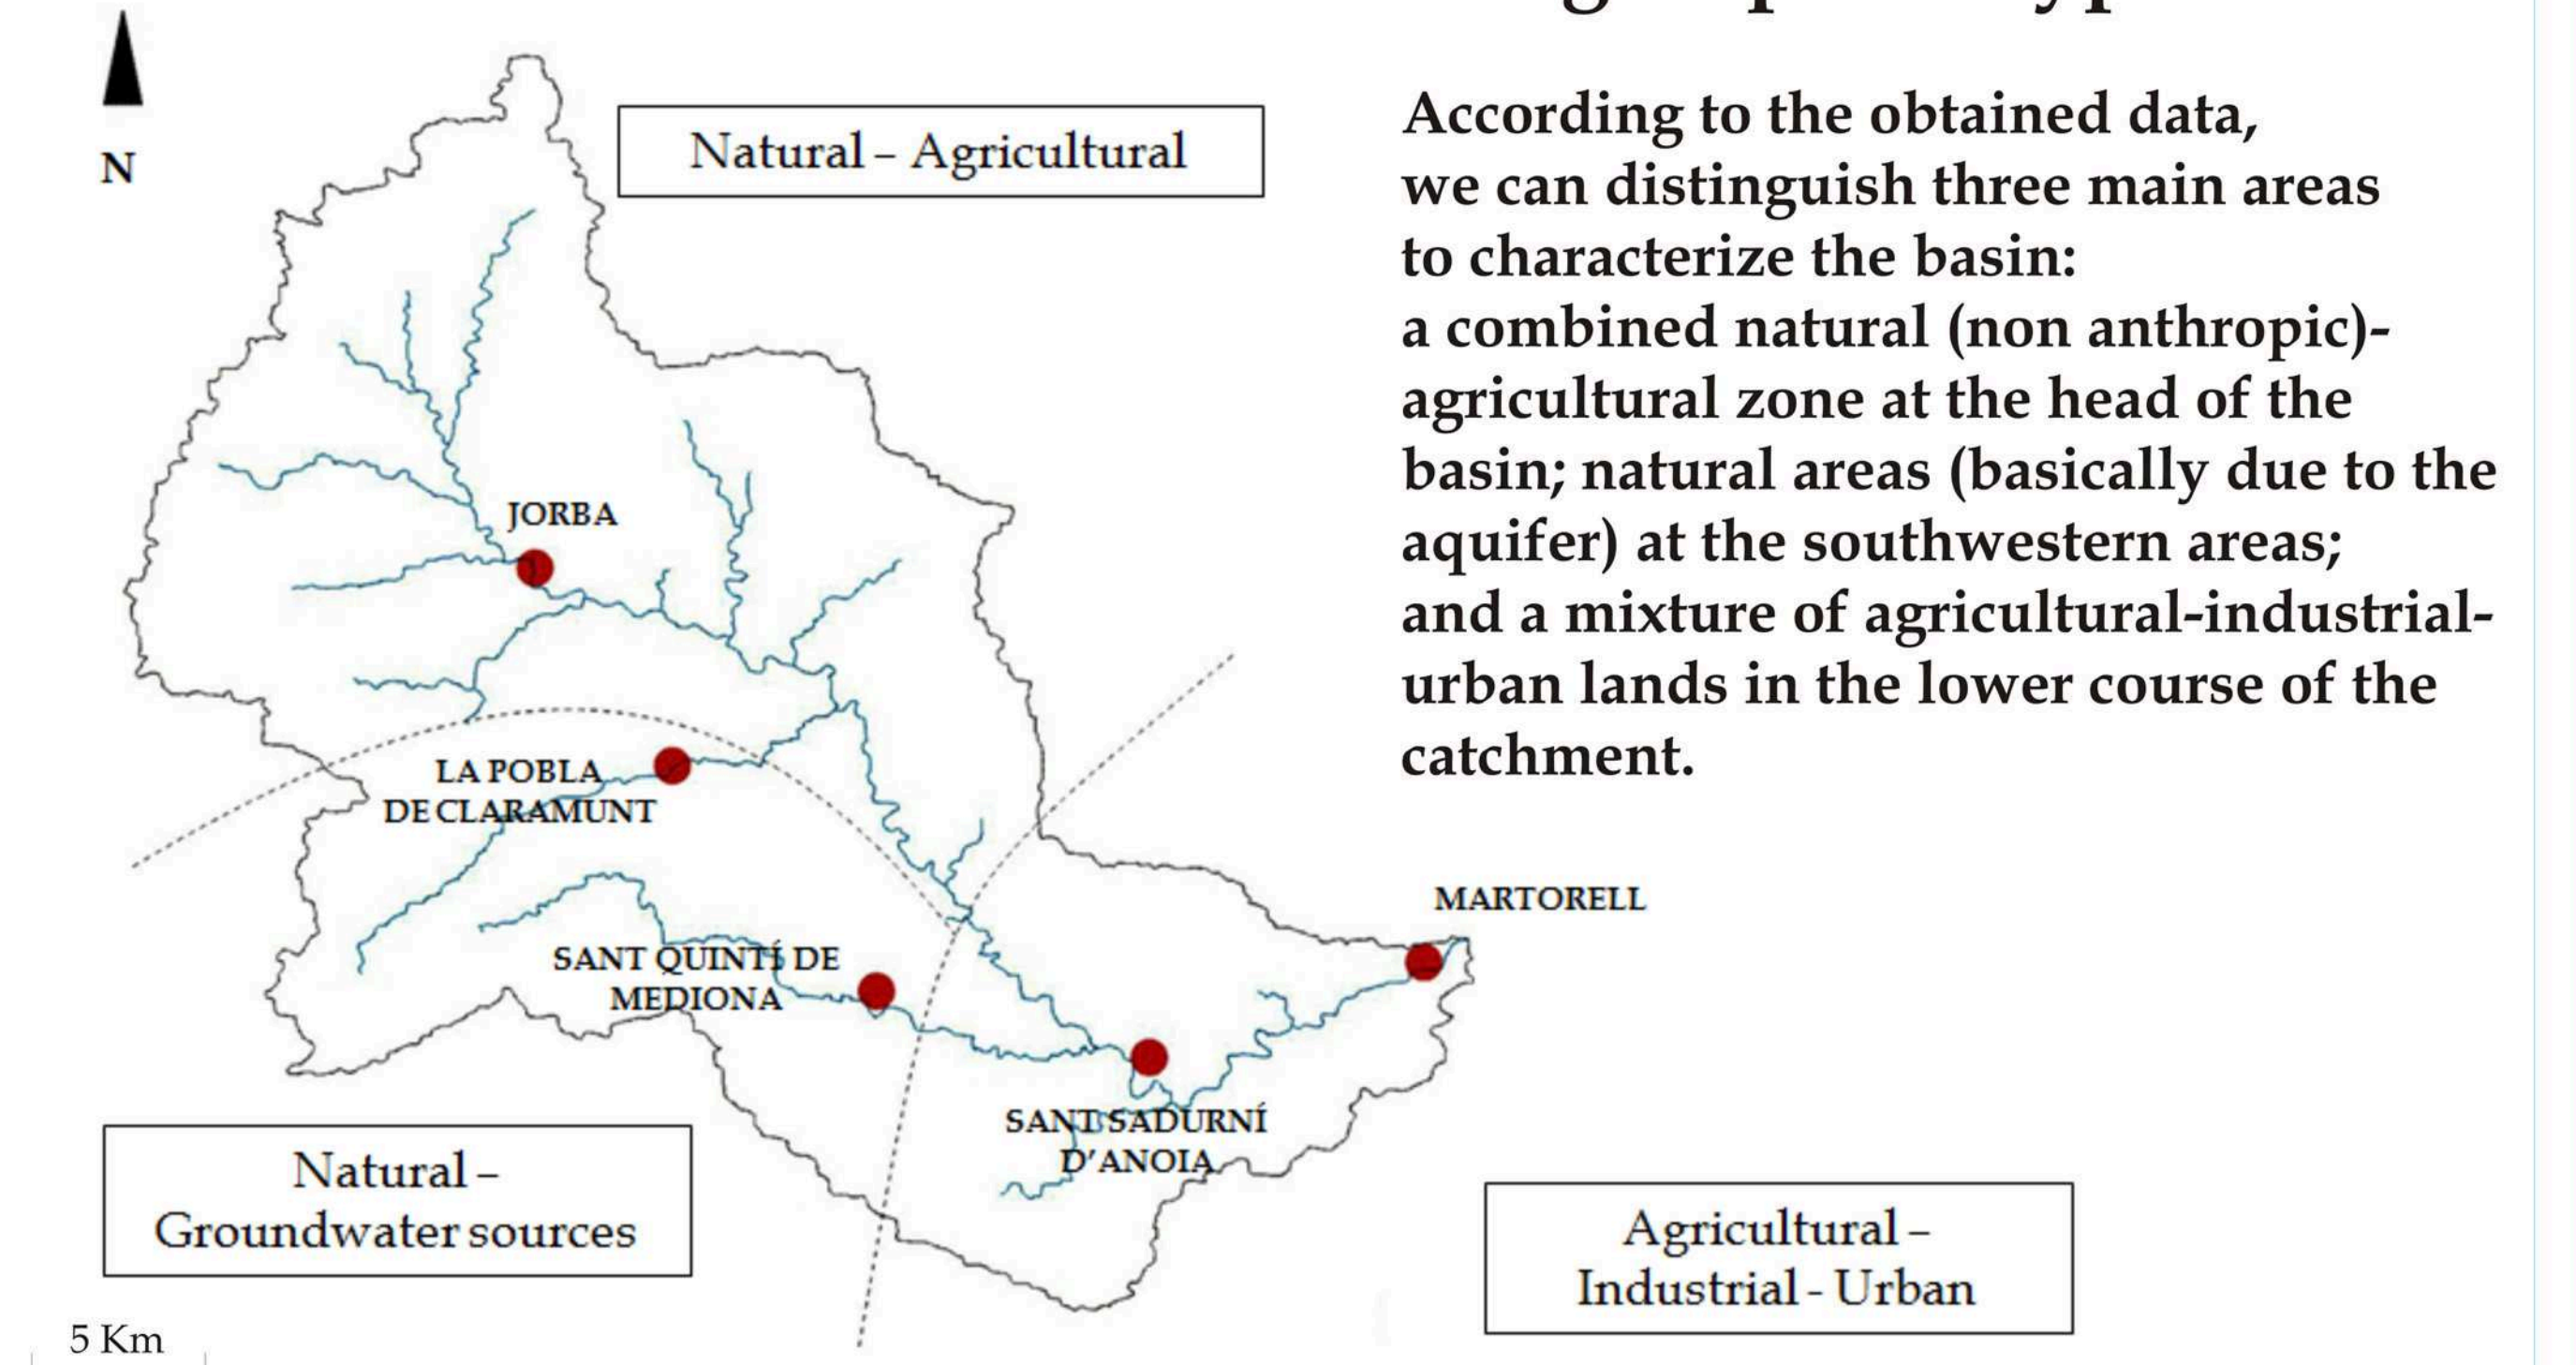 N
Natural – Agricultural
According to the obtained data,
we can distinguish three main areas
to characterize the basin:
a combined natural (non anthropic)-
agricultural zone at the head of the
basin; natural areas (basically due to the
aquifer) at the southwestern areas;
and a mixture of agricultural-industrial-
urban lands in the lower course of the
catchment.
JORBA
LA POBLA
DE CLARAMUNT
MARTORELL
SANT QUINTÍ DE
MEDIONA
SANT SADURNÍ
D'ANOIA
Natural –
Groundwater sources
Agricultural –
Industrial - Urban
5 Km